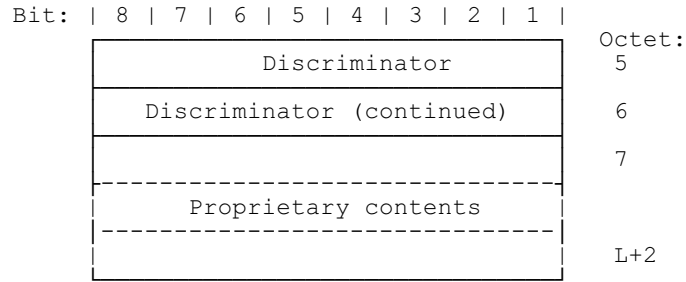 Bit: | 8 | 7 | 6 | 5 | 4 | 3 | 2 | 1 |
Octet:
Discriminator 5
Discriminator (continued) 6
7
Proprietary contents
L+2